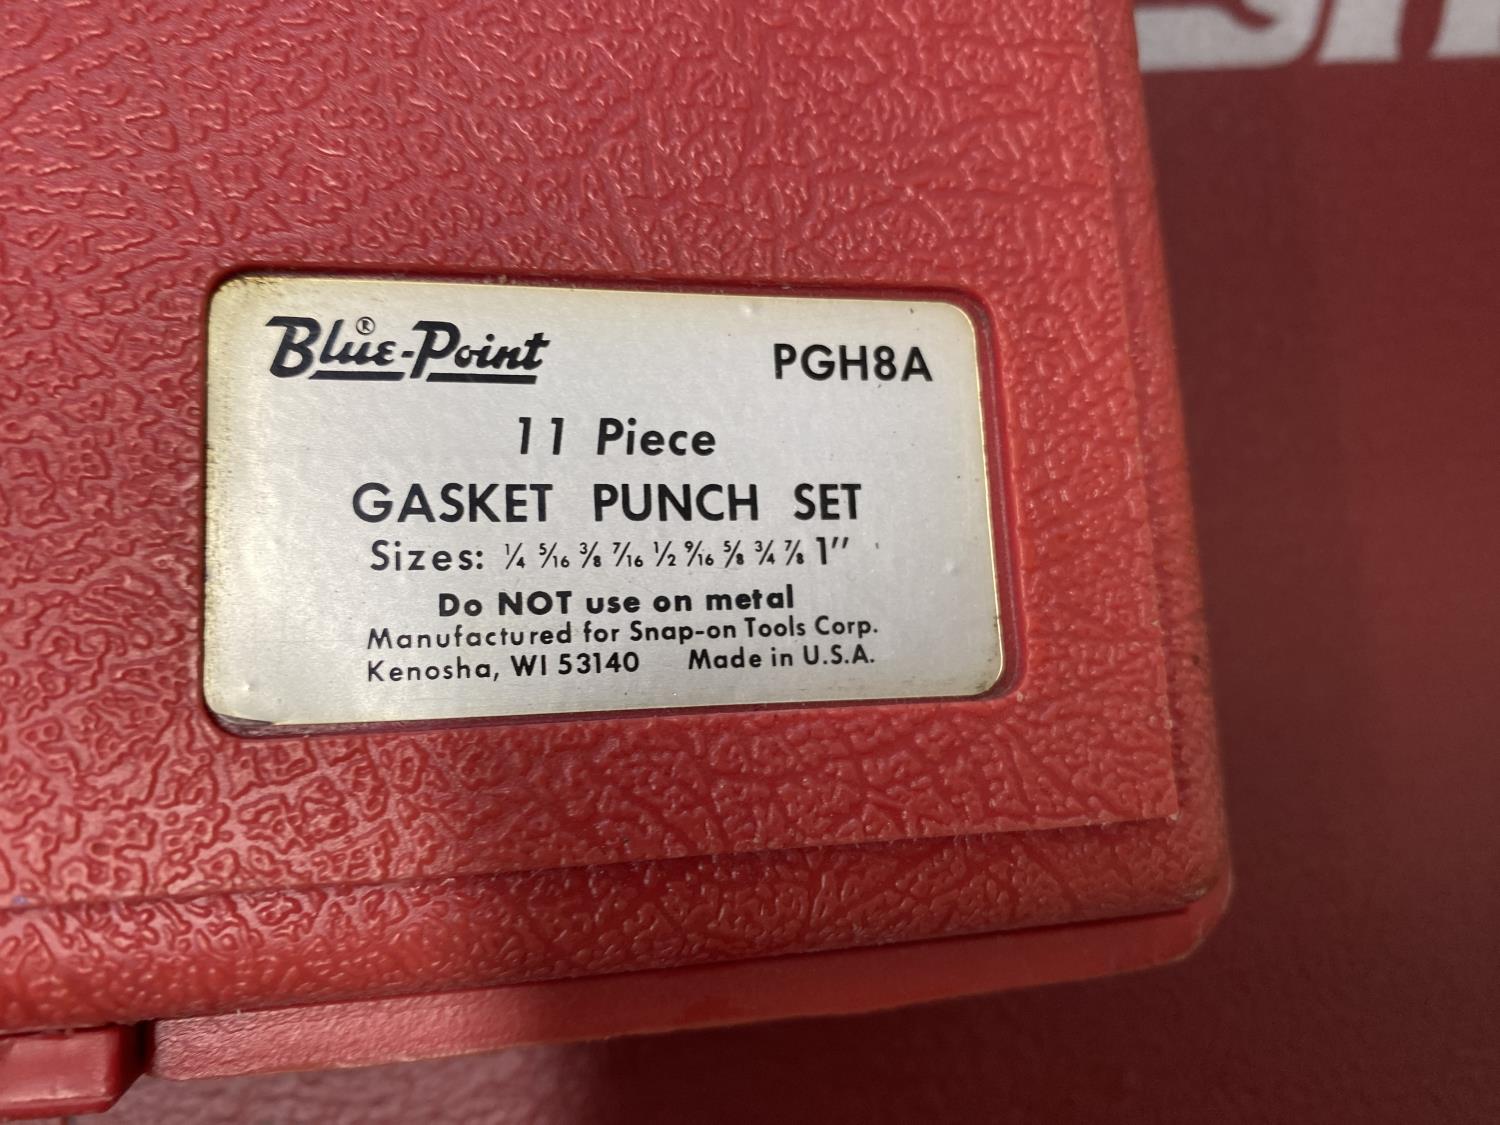 Blue-Point® PGH8A
11 Piece
GASKET PUNCH SET
Sizes: 1/4 5/16 3/8 7/16 1/2 9/16 5/8 3/4 7/8 1"
Do NOT use on metal
Manufactured for Snap-on Tools Corp.
Kenosha, WI 53140 Made in U.S.A.